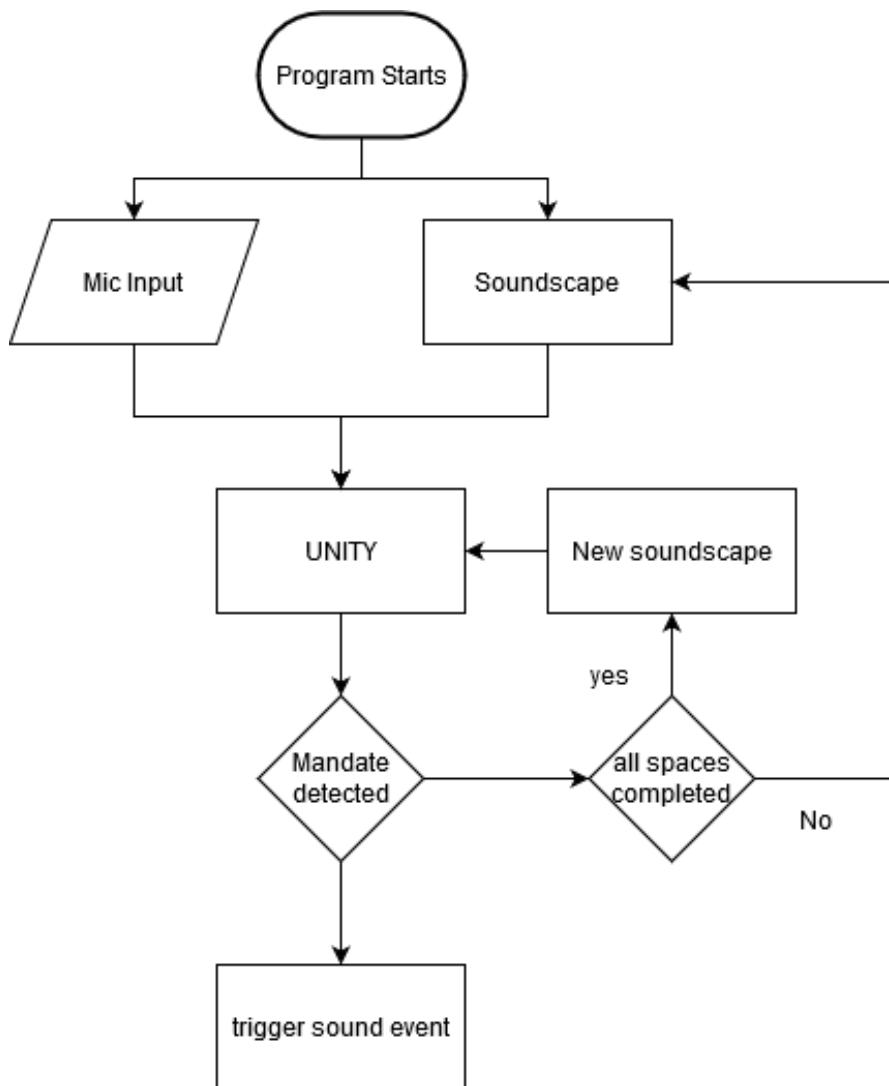 Program Starts
Mic Input
Soundscape
UNITY
New soundscape
yes
Mandate
detected
all spaces
completed
No
trigger sound event